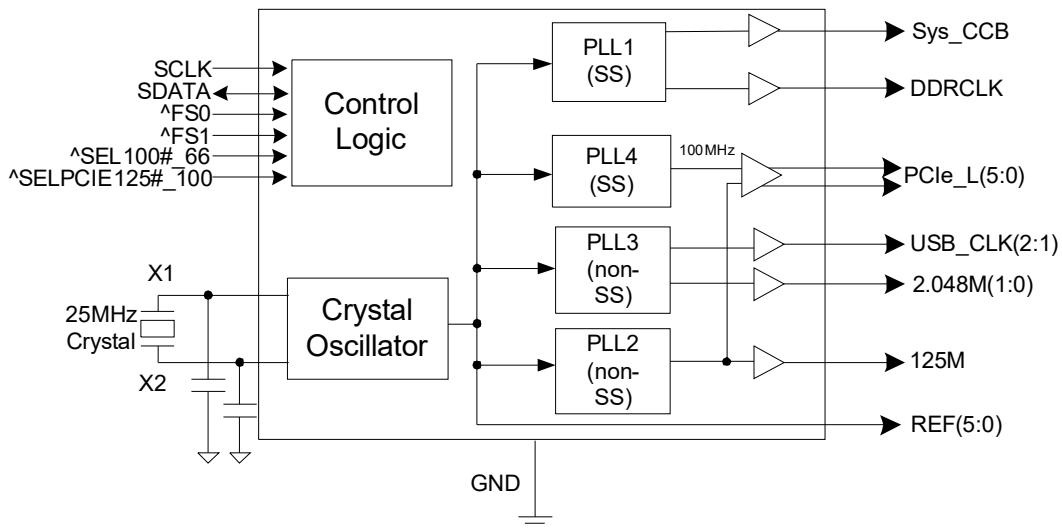 SCLK
SDATA
^FS0
^FS1
^SEL100#_66
^SELPCIE125#_100
Control
Logic
PLL1
(SS)
Sys_CCB
DDRCLK
PLL4
(SS)
100MHz
PCIe_L(5:0)
PLL3
(non-
SS)
USB_CLK(2:1)
2.048M(1:0)
X1
25MHz
Crystal
X2
Crystal
Oscillator
PLL2
(non-
SS)
125M
REF(5:0)
GND